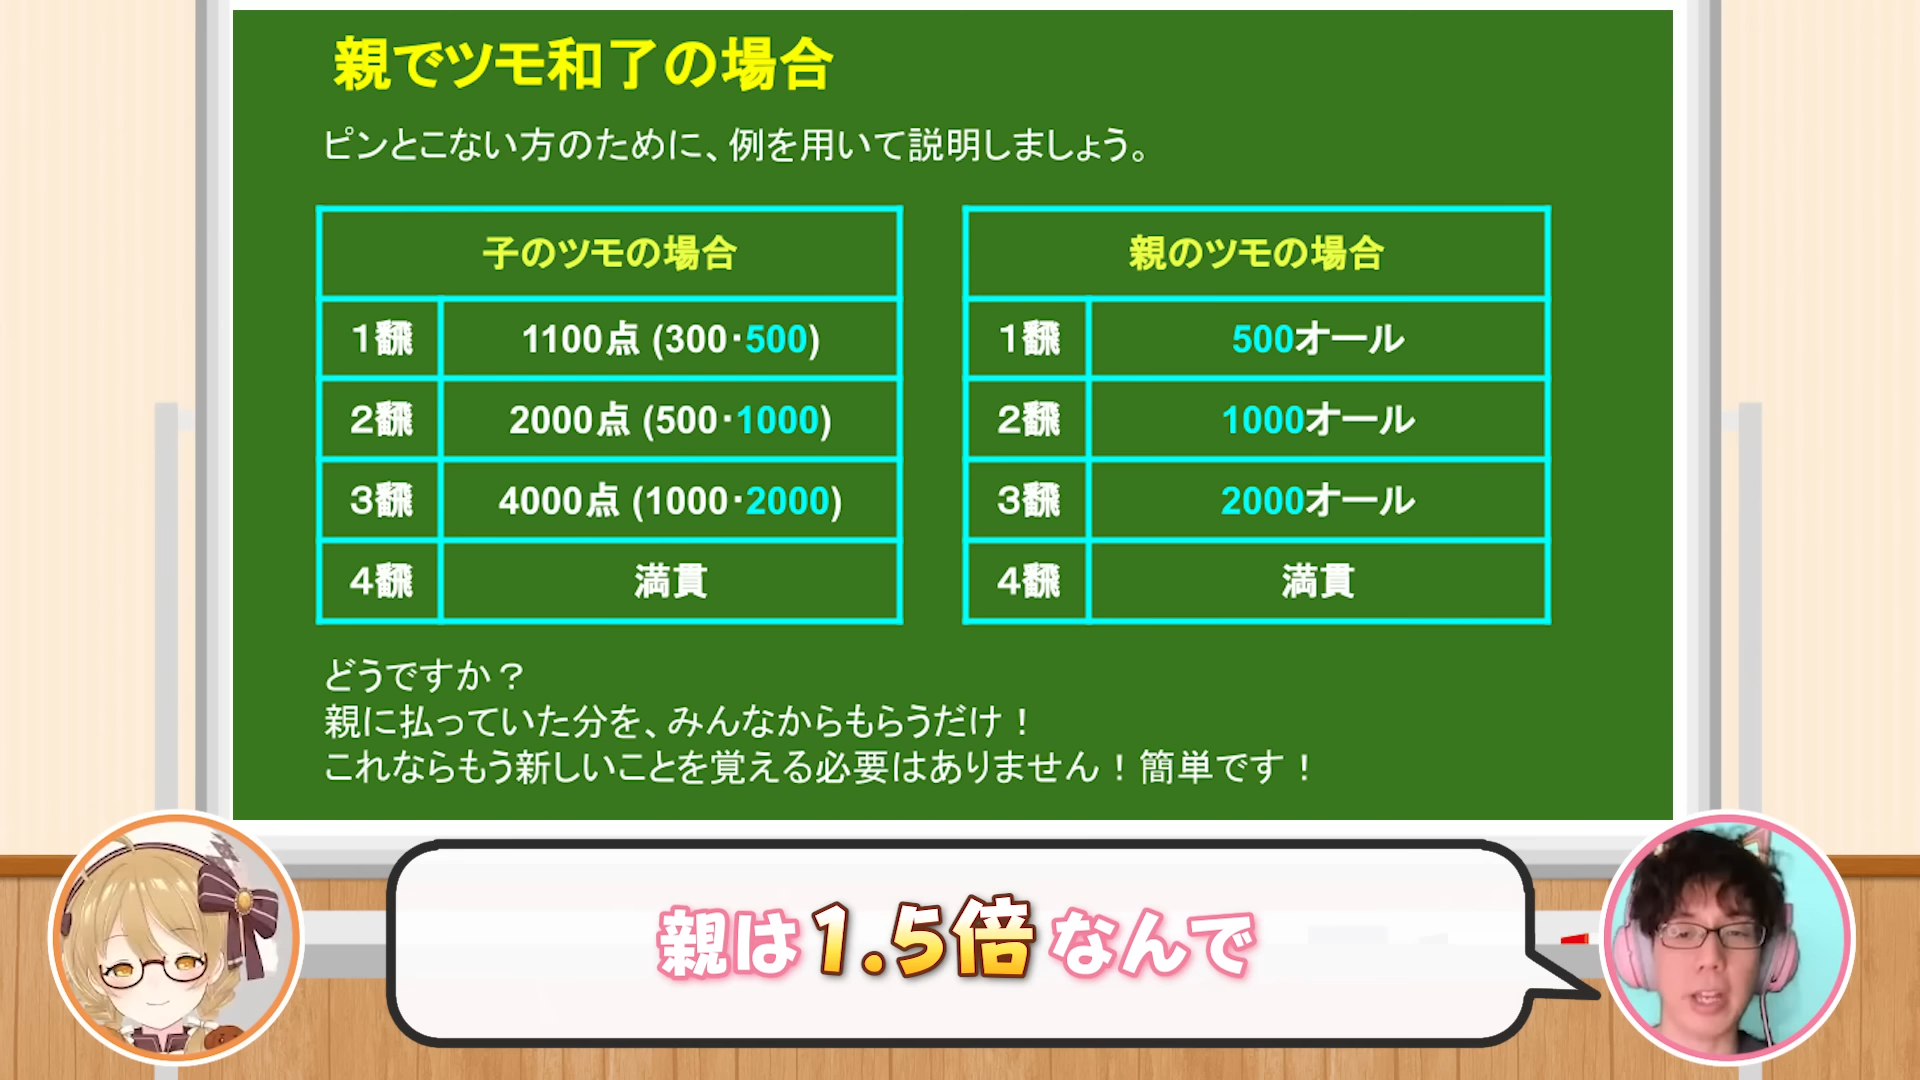 親でツモ和了の場合
ピンとこない方のために、例を用いて説明しましょう。
子のツモの場合
1飜 1100点 (300・500)
2飜 2000点 (500・1000)
3飜 4000点 (1000・2000)
4飜 満貫
親のツモの場合
1飜 500オール
2飜 1000オール
3飜 2000オール
4飜 満貫
どうですか？
親に払っていた分を、みんなからもらうだけ！
これならもう新しいことを覚える必要はありません！簡単です！
親は1.5倍なんで